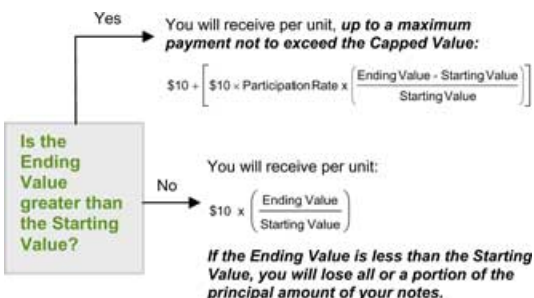 Yes
You will receive per unit, up to a maximum
payment not to exceed the Capped Value:
$10 + [ $10 × Participation Rate x ( Ending Value - Starting Value
Starting Value ) ]
Is the
Ending
Value
greater than
the Starting
Value?
No
You will receive per unit:
$10 x ( Ending Value
Starting Value )
If the Ending Value is less than the Starting
Value, you will lose all or a portion of the
principal amount of your notes.